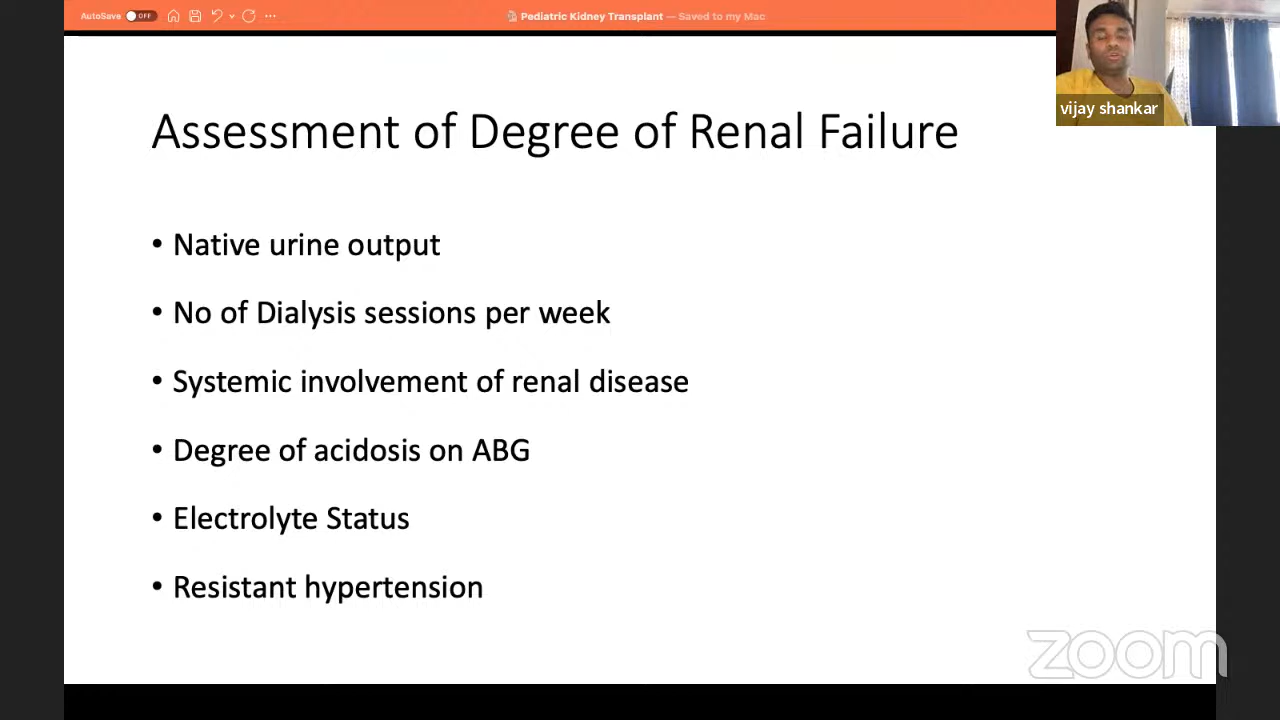 AutoSave OFF
Pediatric Kidney Transplant — Saved to my Mac
vijay shankar
Assessment of Degree of Renal Failure
• Native urine output
• No of Dialysis sessions per week
• Systemic involvement of renal disease
• Degree of acidosis on ABG
• Electrolyte Status
• Resistant hypertension
zoom